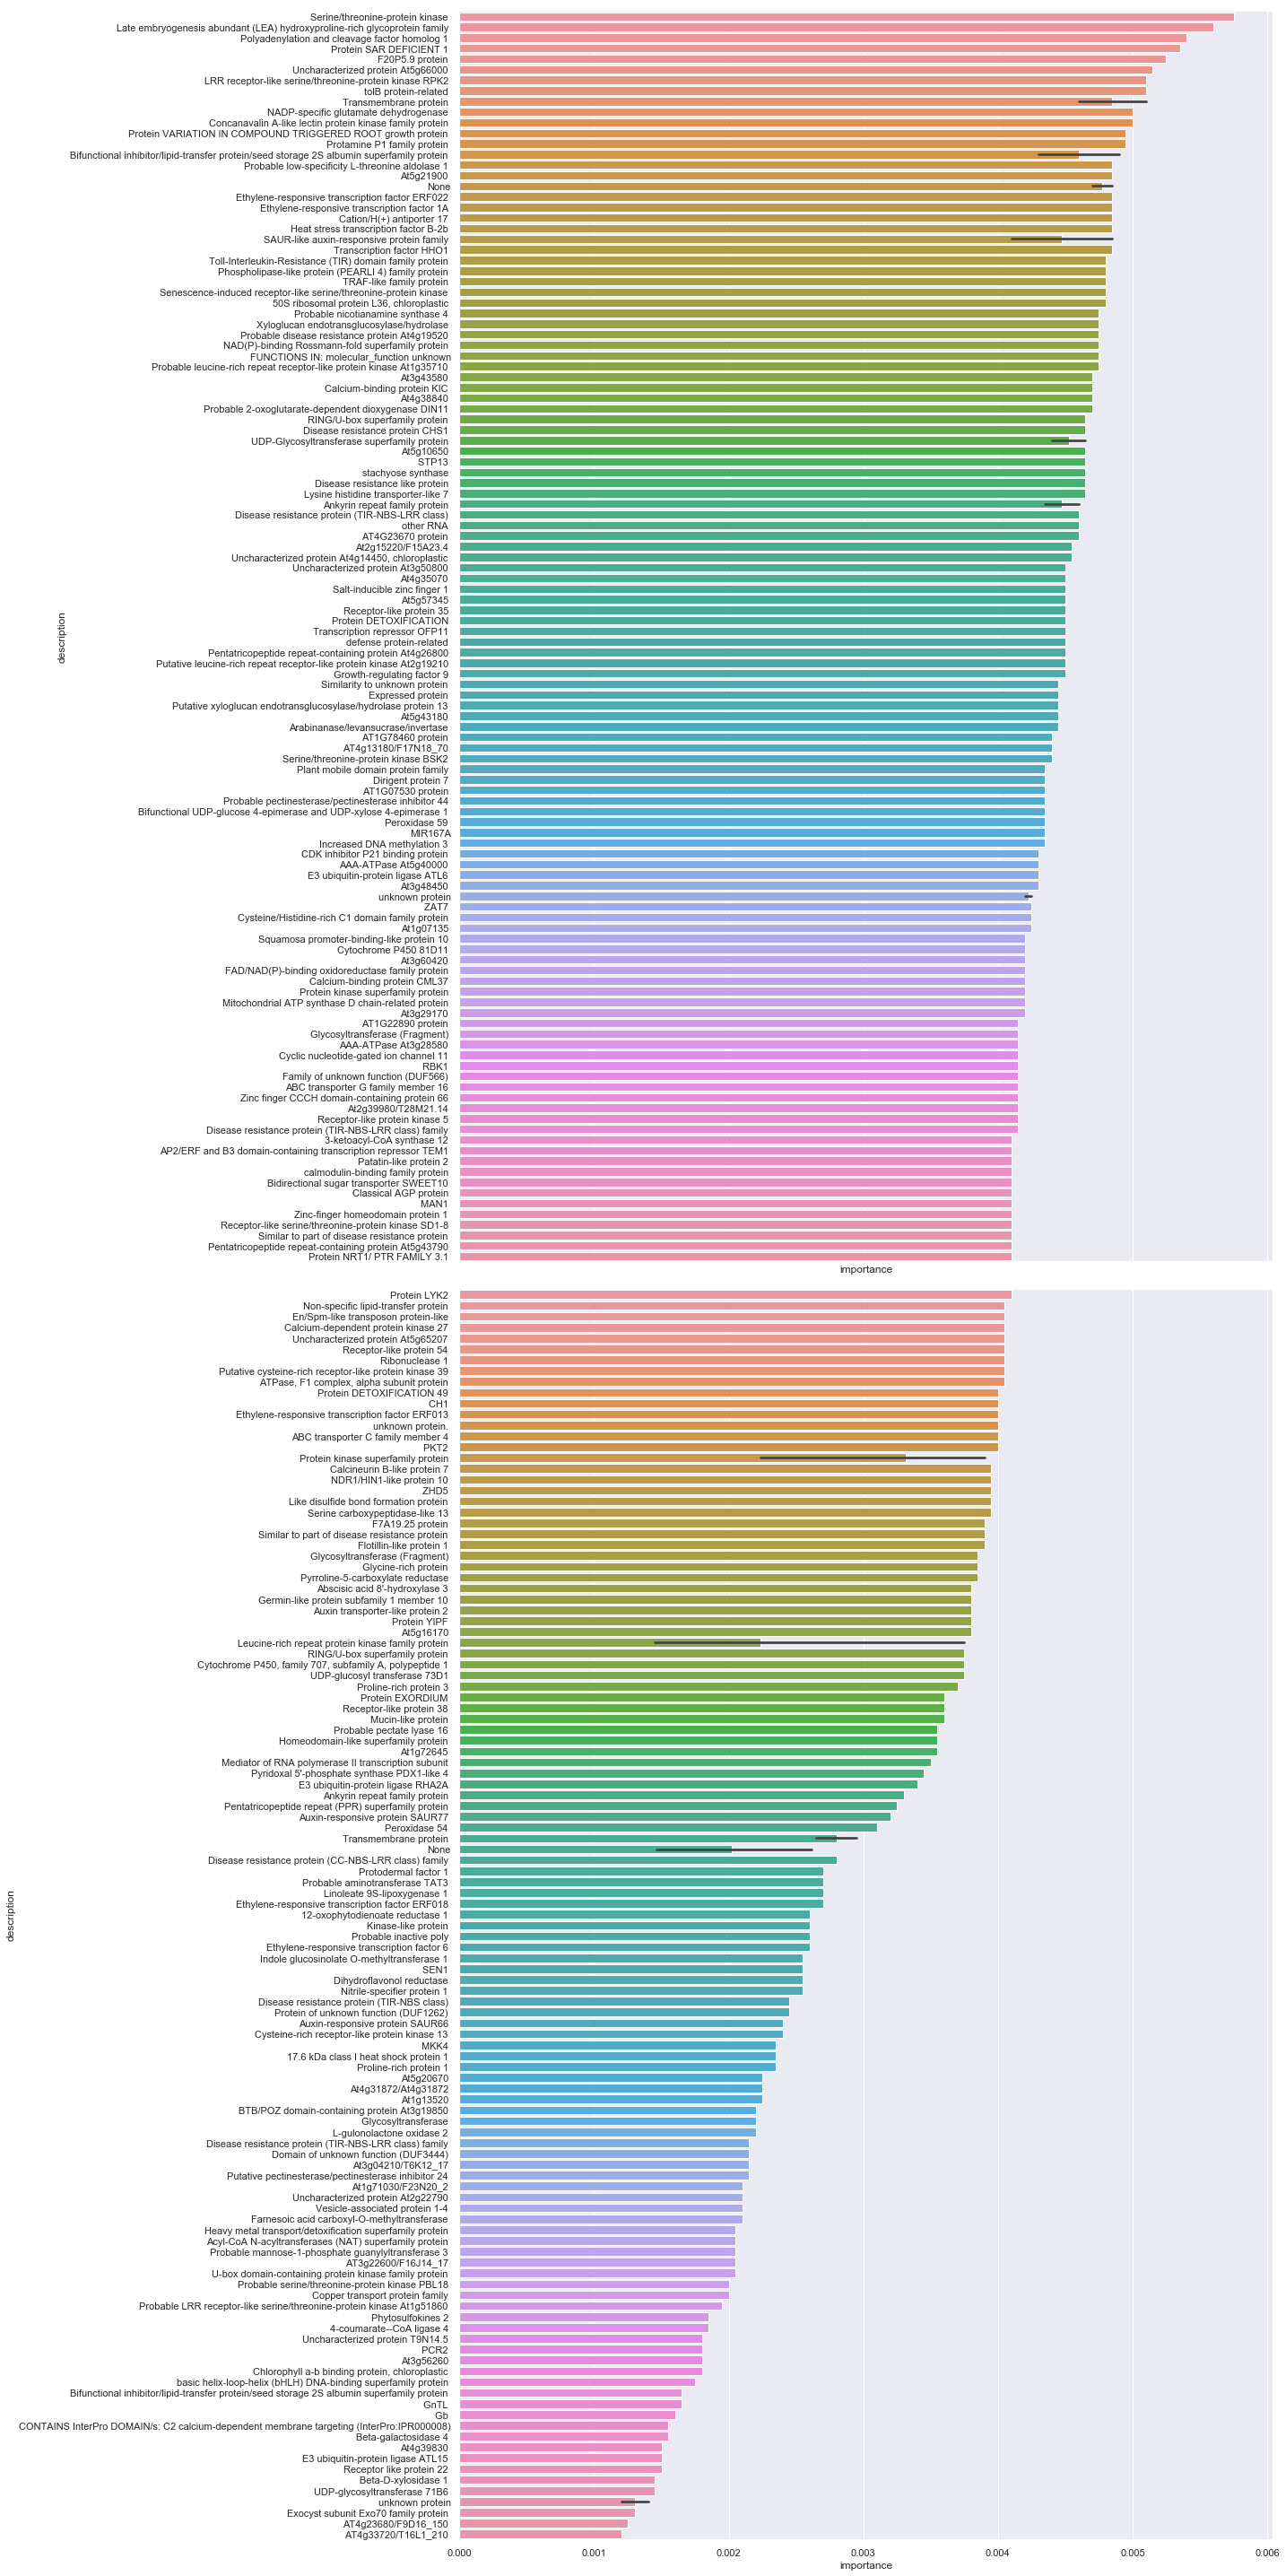 Serine/threonine-protein kinase
Late embryogenesis abundant (LEA) hydroxyproline-rich glycoprotein family
Polyadenylation and cleavage factor homolog 1
Protein SAR DEFICIENT 1
F20P5.9 protein
Uncharacterized protein At5g66000
LRR receptor-like serine/threonine-protein kinase RPK2
tolB protein-related
Transmembrane protein
NADP-specific glutamate dehydrogenase
Concanavalin A-like lectin protein kinase family protein
Protein VARIATION IN COMPOUND TRIGGERED ROOT growth protein
Protamine P1 family protein
Bifunctional inhibitor/lipid-transfer protein/seed storage 2S albumin superfamily protein
Probable low-specificity L-threonine aldolase 1
At5g21900
None
Ethylene-responsive transcription factor ERF022
Ethylene-responsive transcription factor 1A
Cation/H(+) antiporter 17
Heat stress transcription factor B-2b
SAUR-like auxin-responsive protein family
Transcription factor HHO1
Toll-Interleukin-Resistance (TIR) domain family protein
Phospholipase-like protein (PEARLI 4) family protein
TRAF-like family protein
Senescence-induced receptor-like serine/threonine-protein kinase
50S ribosomal protein L36, chloroplastic
Probable nicotianamine synthase 4
Xyloglucan endotransglucosylase/hydrolase
Probable disease resistance protein At4g19520
NAD(P)-binding Rossmann-fold superfamily protein
FUNCTIONS IN: molecular_function unknown
Probable leucine-rich repeat receptor-like protein kinase At1g35710
At3g43580
Calcium-binding protein KIC
At4g38840
Probable 2-oxoglutarate-dependent dioxygenase DIN11
RING/U-box superfamily protein
Disease resistance protein CHS1
UDP-Glycosyltransferase superfamily protein
At5g10650
STP13
stachyose synthase
Disease resistance like protein
Lysine histidine transporter-like 7
Ankyrin repeat family protein
Disease resistance protein (TIR-NBS-LRR class)
other RNA
AT4G23670 protein
At2g15220/F15A23.4
Uncharacterized protein At4g14450, chloroplastic
Uncharacterized protein At3g50800
At4g35070
Salt-inducible zinc finger 1
At5g57345
Receptor-like protein 35
Protein DETOXIFICATION
Transcription repressor OFP11
defense protein-related
Pentatricopeptide repeat-containing protein At4g26800
Putative leucine-rich repeat receptor-like protein kinase At2g19210
Growth-regulating factor 9
Similarity to unknown protein
Expressed protein
Putative xyloglucan endotransglucosylase/hydrolase protein 13
At5g43180
Arabinanase/levansucrase/invertase
AT1G78460 protein
AT4g13180/F17N18_70
Serine/threonine-protein kinase BSK2
Plant mobile domain protein family
Dirigent protein 7
AT1G07530 protein
Probable pectinesterase/pectinesterase inhibitor 44
Bifunctional UDP-glucose 4-epimerase and UDP-xylose 4-epimerase 1
Peroxidase 59
MIR167A
Increased DNA methylation 3
CDK inhibitor P21 binding protein
AAA-ATPase At5g40000
E3 ubiquitin-protein ligase ATL6
At3g48450
unknown protein
ZAT7
Cysteine/Histidine-rich C1 domain family protein
At1g07135
Squamosa promoter-binding-like protein 10
Cytochrome P450 81D11
At3g60420
FAD/NAD(P)-binding oxidoreductase family protein
Calcium-binding protein CML37
Protein kinase superfamily protein
Mitochondrial ATP synthase D chain-related protein
At3g29170
AT1G22890 protein
Glycosyltransferase (Fragment)
AAA-ATPase At3g28580
Cyclic nucleotide-gated ion channel 11
RBK1
Family of unknown function (DUF566)
ABC transporter G family member 16
Zinc finger CCCH domain-containing protein 66
At2g39980/T28M21.14
Receptor-like protein kinase 5
Disease resistance protein (TIR-NBS-LRR class) family
3-ketoacyl-CoA synthase 12
AP2/ERF and B3 domain-containing transcription repressor TEM1
Patatin-like protein 2
calmodulin-binding family protein
Bidirectional sugar transporter SWEET10
Classical AGP protein
MAN1
Zinc-finger homeodomain protein 1
Receptor-like serine/threonine-protein kinase SD1-8
Similar to part of disease resistance protein
Pentatricopeptide repeat-containing protein At5g43790
Protein NRT1/ PTR FAMILY 3.1
description
importance
Protein LYK2
Non-specific lipid-transfer protein
En/Spm-like transposon protein-like
Calcium-dependent protein kinase 27
Uncharacterized protein At5g65207
Receptor-like protein 54
Ribonuclease 1
Putative cysteine-rich receptor-like protein kinase 39
ATPase, F1 complex, alpha subunit protein
Protein DETOXIFICATION 49
CH1
Ethylene-responsive transcription factor ERF013
unknown protein.
ABC transporter C family member 4
PKT2
Protein kinase superfamily protein
Calcineurin B-like protein 7
NDR1/HIN1-like protein 10
ZHD5
Like disulfide bond formation protein
Serine carboxypeptidase-like 13
F7A19.25 protein
Similar to part of disease resistance protein
Flotillin-like protein 1
Glycosyltransferase (Fragment)
Glycine-rich protein
Pyrroline-5-carboxylate reductase
Abscisic acid 8'-hydroxylase 3
Germin-like protein subfamily 1 member 10
Auxin transporter-like protein 2
Protein YIPF
At5g16170
Leucine-rich repeat protein kinase family protein
RING/U-box superfamily protein
Cytochrome P450, family 707, subfamily A, polypeptide 1
UDP-glucosyl transferase 73D1
Proline-rich protein 3
Protein EXORDIUM
Receptor-like protein 38
Mucin-like protein
Probable pectate lyase 16
Homeodomain-like superfamily protein
At1g72645
Mediator of RNA polymerase II transcription subunit
Pyridoxal 5'-phosphate synthase PDX1-like 4
E3 ubiquitin-protein ligase RHA2A
Ankyrin repeat family protein
Pentatricopeptide repeat (PPR) superfamily protein
Auxin-responsive protein SAUR77
Peroxidase 54
Transmembrane protein
None
Disease resistance protein (CC-NBS-LRR class) family
Protodermal factor 1
Probable aminotransferase TAT3
Linoleate 9S-lipoxygenase 1
Ethylene-responsive transcription factor ERF018
12-oxophytodienoate reductase 1
Kinase-like protein
Probable inactive poly
Ethylene-responsive transcription factor 6
Indole glucosinolate O-methyltransferase 1
SEN1
Dihydroflavonol reductase
Nitrile-specifier protein 1
Disease resistance protein (TIR-NBS class)
Protein of unknown function (DUF1262)
Auxin-responsive protein SAUR66
Cysteine-rich receptor-like protein kinase 13
MKK4
17.6 kDa class I heat shock protein 1
Proline-rich protein 1
At5g20670
At4g31872/At4g31872
At1g13520
BTB/POZ domain-containing protein At3g19850
Glycosyltransferase
L-gulonolactone oxidase 2
Disease resistance protein (TIR-NBS-LRR class) family
Domain of unknown function (DUF3444)
At3g04210/T6K12_17
Putative pectinesterase/pectinesterase inhibitor 24
At1g71030/F23N20_2
Uncharacterized protein At2g22790
Vesicle-associated protein 1-4
Farnesoic acid carboxyl-O-methyltransferase
Heavy metal transport/detoxification superfamily protein
Acyl-CoA N-acyltransferases (NAT) superfamily protein
Probable mannose-1-phosphate guanylyltransferase 3
AT3g22600/F16J14_17
U-box domain-containing protein kinase family protein
Probable serine/threonine-protein kinase PBL18
Copper transport protein family
Probable LRR receptor-like serine/threonine-protein kinase At1g51860
Phytosulfokines 2
4-coumarate--CoA ligase 4
Uncharacterized protein T9N14.5
PCR2
At3g56260
Chlorophyll a-b binding protein, chloroplastic
basic helix-loop-helix (bHLH) DNA-binding superfamily protein
Bifunctional inhibitor/lipid-transfer protein/seed storage 2S albumin superfamily protein
GnTL
Gb
CONTAINS InterPro DOMAIN/s: C2 calcium-dependent membrane targeting (InterPro:IPR000008)
Beta-galactosidase 4
At4g39830
E3 ubiquitin-protein ligase ATL15
Receptor like protein 22
Beta-D-xylosidase 1
UDP-glycosyltransferase 71B6
unknown protein
Exocyst subunit Exo70 family protein
AT4g23680/F9D16_150
AT4g33720/T16L1_210
description
0.000 0.001 0.002 0.003 0.004 0.005 0.006
importance